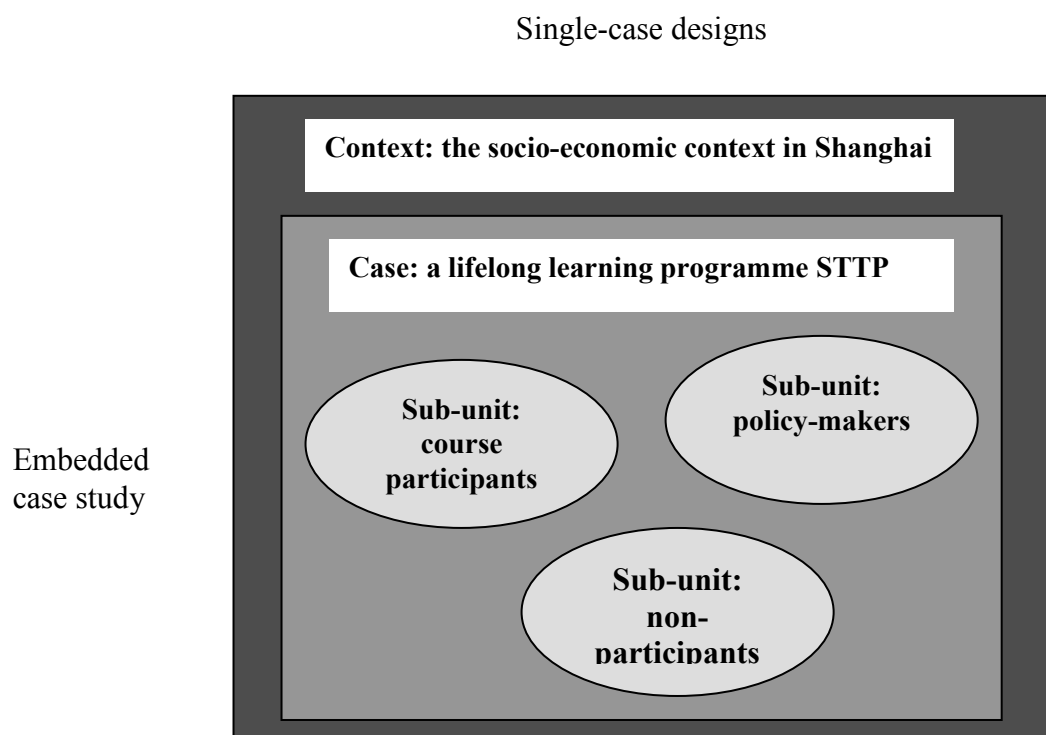 Single-case designs
Context: the socio-economic context in Shanghai
Case: a lifelong learning programme STTP
Sub-unit:
course
participants
Sub-unit:
policy-makers
Embedded
case study
Sub-unit:
non-
participants